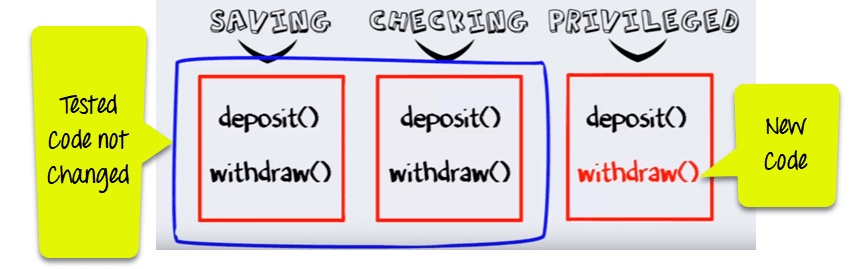 SAVING CHECKING PRIVILEGED
Tested
Code not
Changed
deposit() deposit() deposit()
withdraw() withdraw() withdraw()
New
Code